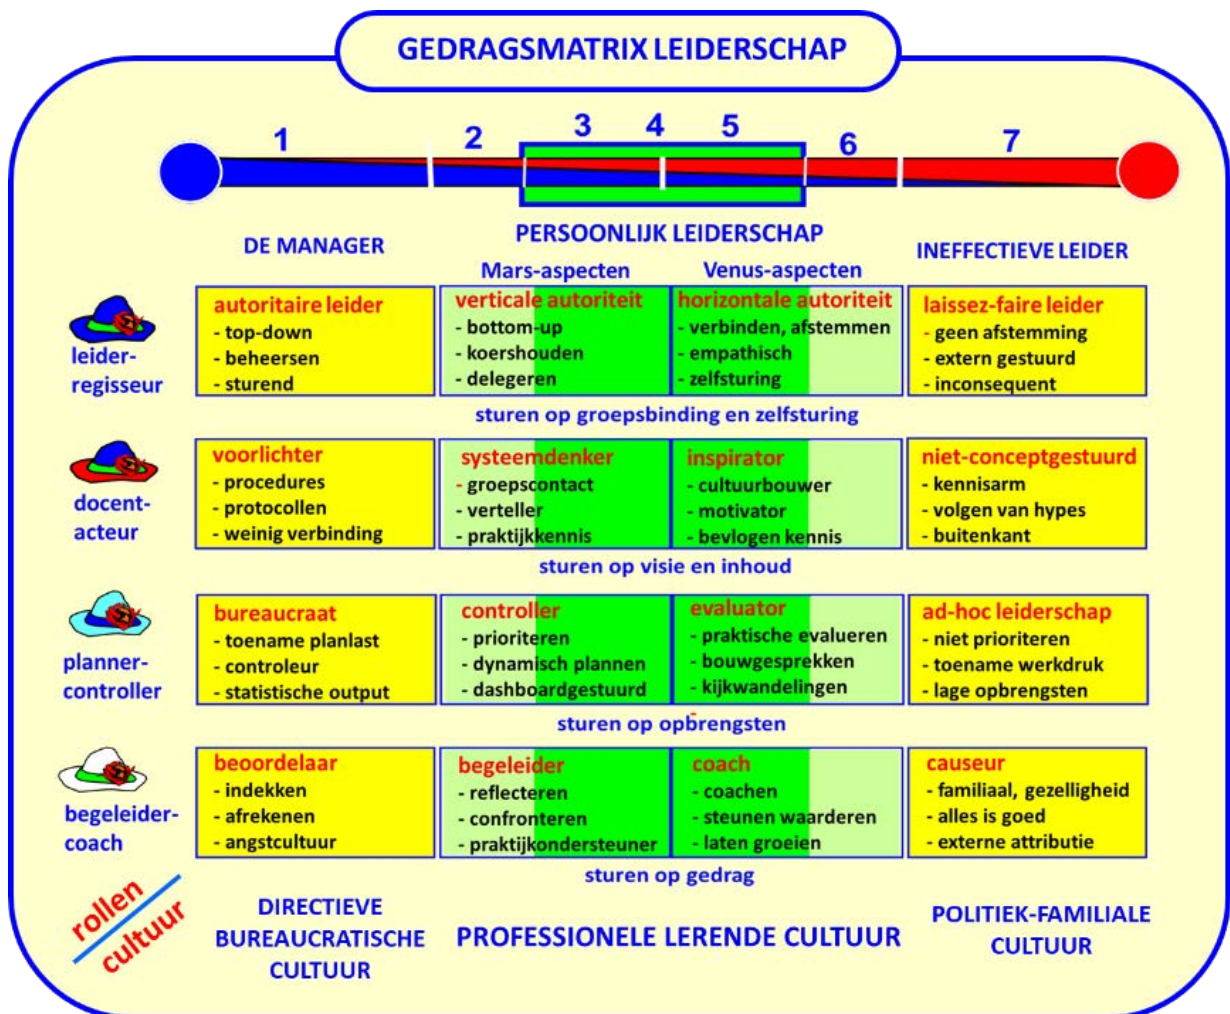 GEDRAGSMATRIX LEIDERSCHAP
1 2 3 4 5 6 7
DE MANAGER
PERSOONLIJK LEIDERSCHAP
INEFFECTIEVE LEIDER
Mars-aspecten
Venus-aspecten
leider-
regisseur
autoritaire leider
- top-down
- beheersen
- sturend
verticale autoriteit
- bottom-up
- koershouden
- delegeren
horizontale autoriteit
- verbinden, afstemmen
- empathisch
- zelfsturing
laissez-faire leider
- geen afstemming
- extern gestuurd
- inconsequent
sturen op groepsbinding en zelfsturing
docent-
acteur
voorlichter
- procedures
- protocollen
- weinig verbinding
systeemdenker
- groepscontact
- verteller
- praktijkkennis
inspirator
- cultuurbouwer
- motivator
- bevlogen kennis
niet-conceptgestuurd
- kennisarm
- volgen van hypes
- buitenkant
sturen op visie en inhoud
planner-
controller
bureaucraat
- toename planlast
- controleur
- statistische output
controller
- prioriteren
- dynamisch plannen
- dashboardgestuurd
evaluator
- praktische evalueren
- bouwgesprekken
- kijkwandelingen
-
ad-hoc leiderschap
- niet prioriteren
- toename werkdruk
- lage opbrengsten
sturen op opbrengsten
begeleider-
coach
beoordelaar
- indekken
- afrekenen
- angstcultuur
begeleider
- reflecteren
- confronteren
- praktijkondersteuner
coach
- coachen
- steunen waarderen
- laten groeien
causeur
- familiaal, gezelligheid
- alles is goed
- externe attributie
sturen op gedrag
rollen
cultuur
DIRECTIEVE
BUREAUCRATISCHE
CULTUUR
PROFESSIONELE LERENDE CULTUUR
POLITIEK-FAMILIALE
CULTUUR